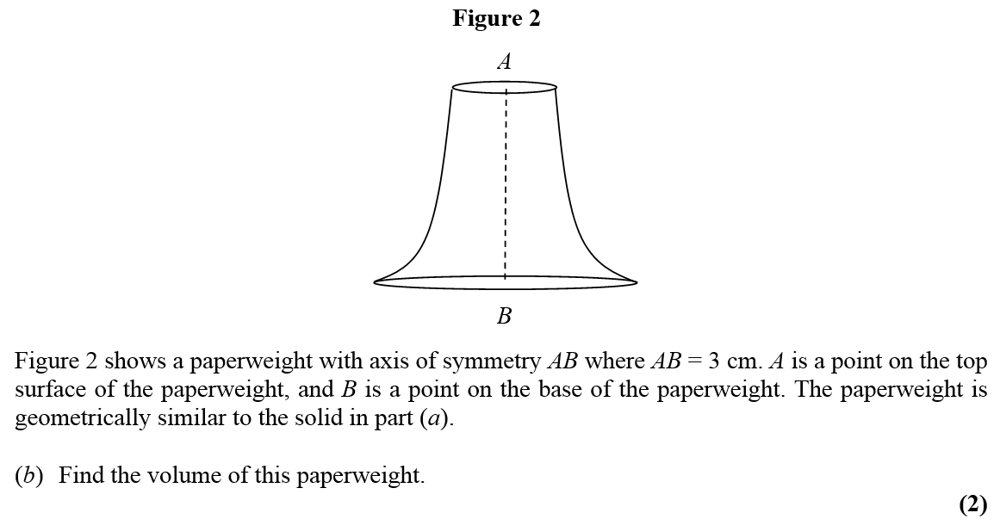 Figure 2
A
B
Figure 2 shows a paperweight with axis of symmetry AB where AB = 3 cm. A is a point on the top
surface of the paperweight, and B is a point on the base of the paperweight. The paperweight is
geometrically similar to the solid in part (a).
(b) Find the volume of this paperweight.
(2)